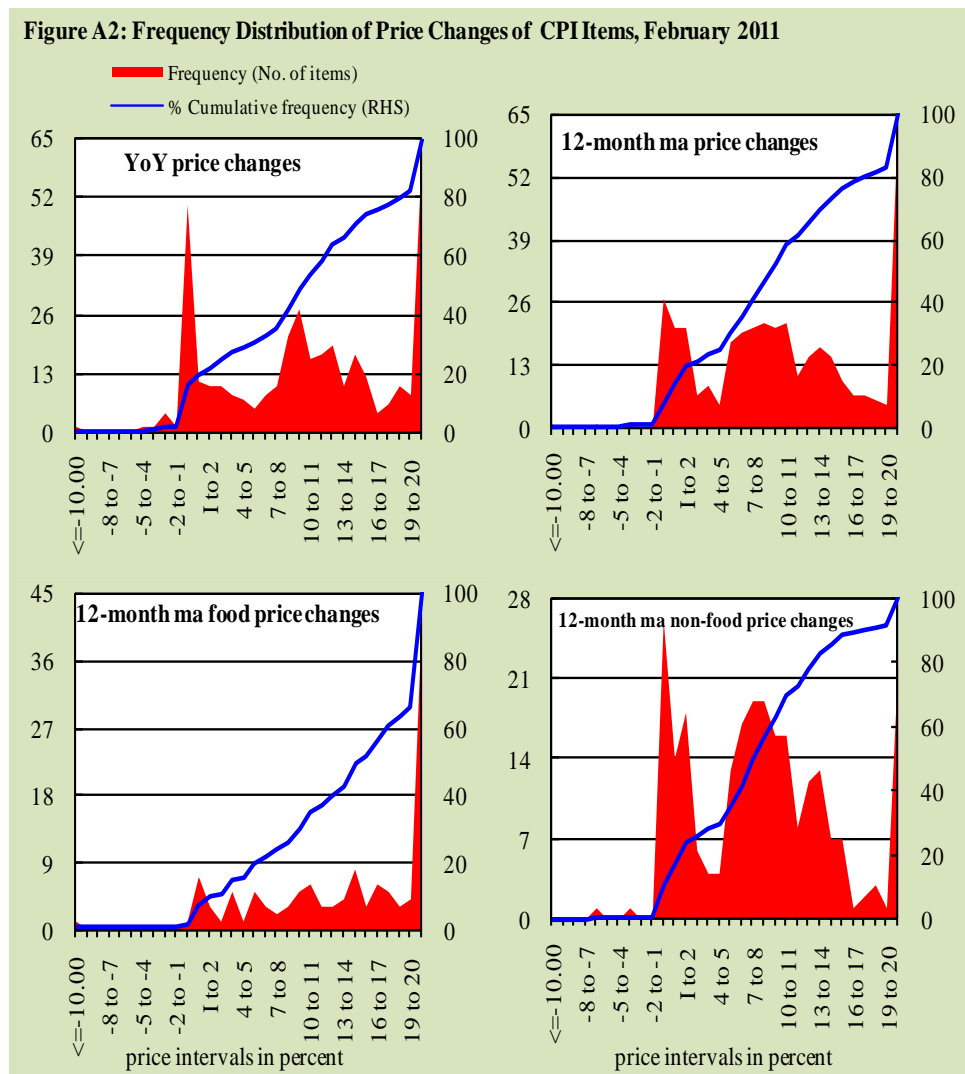 Figure A2: Frequency Distribution of Price Changes of CPI Items, February 2011
Frequency (No. of items)
% Cumulative frequency (RHS)
YoY price changes
65
52
39
26
13
0
100
80
60
40
20
0
<=-10.00
-8 to -7
-5 to -4
-2 to -1
1 to 2
4 to 5
7 to 8
10 to 11
13 to 14
16 to 17
19 to 20
12-month ma price changes
65
52
39
26
13
0
100
80
60
40
20
0
<=-10.00
-8 to -7
-5 to -4
-2 to -1
1 to 2
4 to 5
7 to 8
10 to 11
13 to 14
16 to 17
19 to 20
12-month ma food price changes
45
36
27
18
9
0
100
80
60
40
20
0
<=-10.00
-8 to -7
-5 to -4
-2 to -1
1 to 2
4 to 5
7 to 8
10 to 11
13 to 14
16 to 17
19 to 20
price intervals in percent
12-month ma non-food price changes
28
21
14
7
0
100
80
60
40
20
0
<=-10.00
-8 to -7
-5 to -4
-2 to -1
1 to 2
4 to 5
7 to 8
10 to 11
13 to 14
16 to 17
19 to 20
price intervals in percent